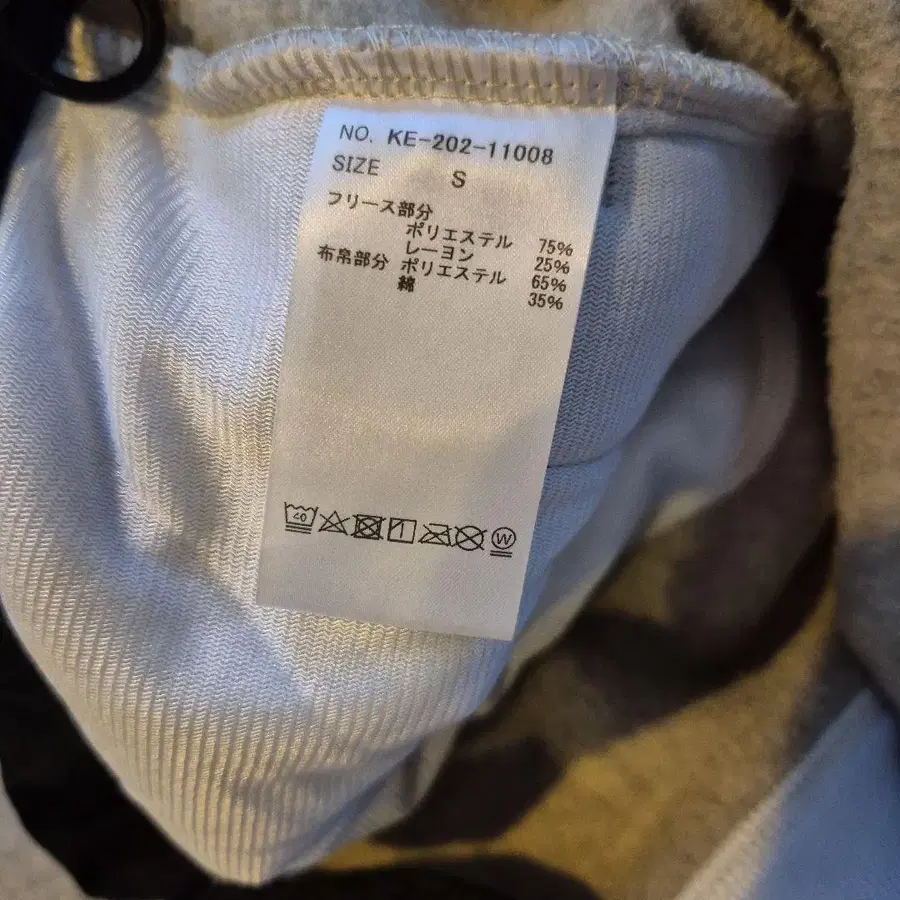 NO. KE-202-11008
SIZE S
フリース部分
ポリエステル 75%
レーヨン 25%
布帛部分 ポリエステル 65%
綿 35%
40
W